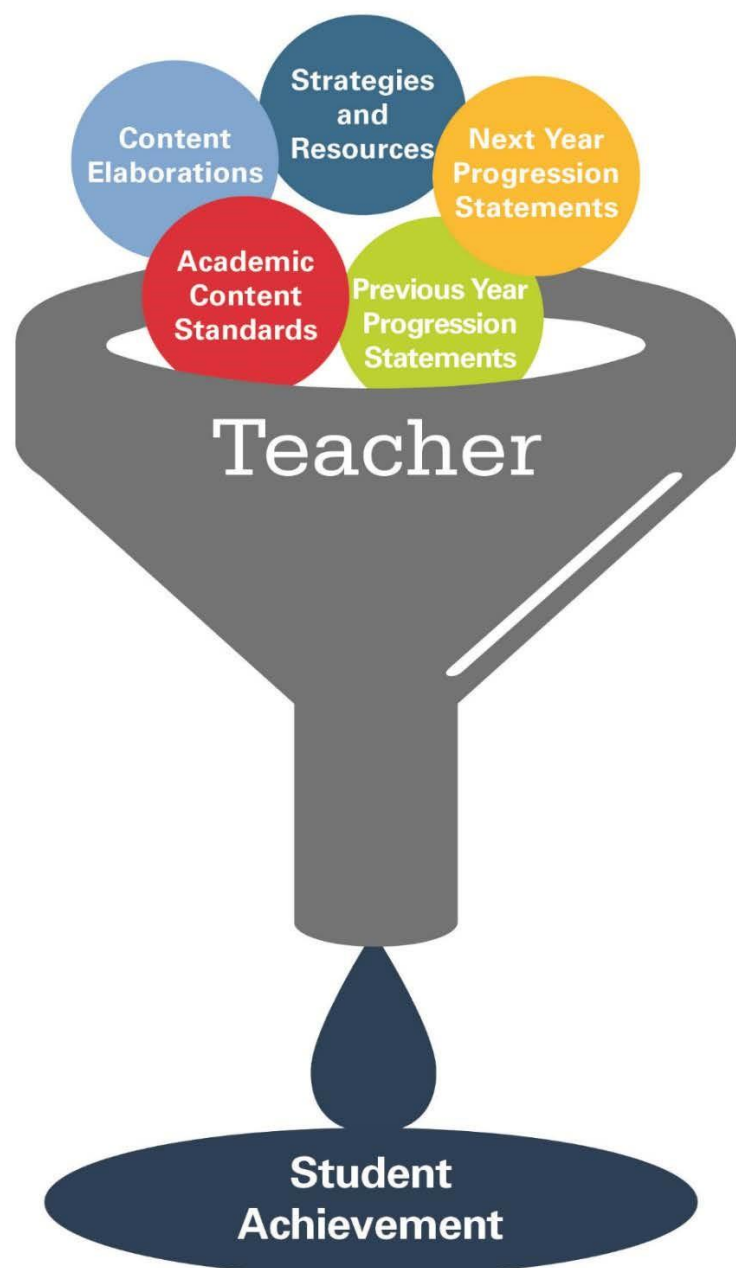 Strategies
and
Resources
Content
Elaborations
Next Year
Progression
Statements
Academic
Content
Standards
Previous Year
Progression
Statements
Teacher
Student
Achievement